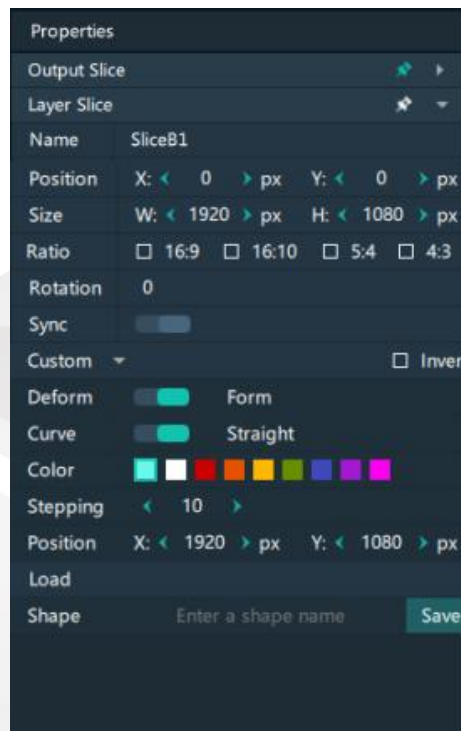 Properties
Output Slice
Layer Slice
Name SliceB1
Position X: 0 px Y: 0 px
Size W: 1920 px H: 1080 px
Ratio 16:9 16:10 5:4 4:3
Rotation 0
Sync
Custom Inver
Deform Form
Curve Straight
Color
Stepping 10
Position X: 1920 px Y: 1080 px
Load
Shape Enter a shape name Save